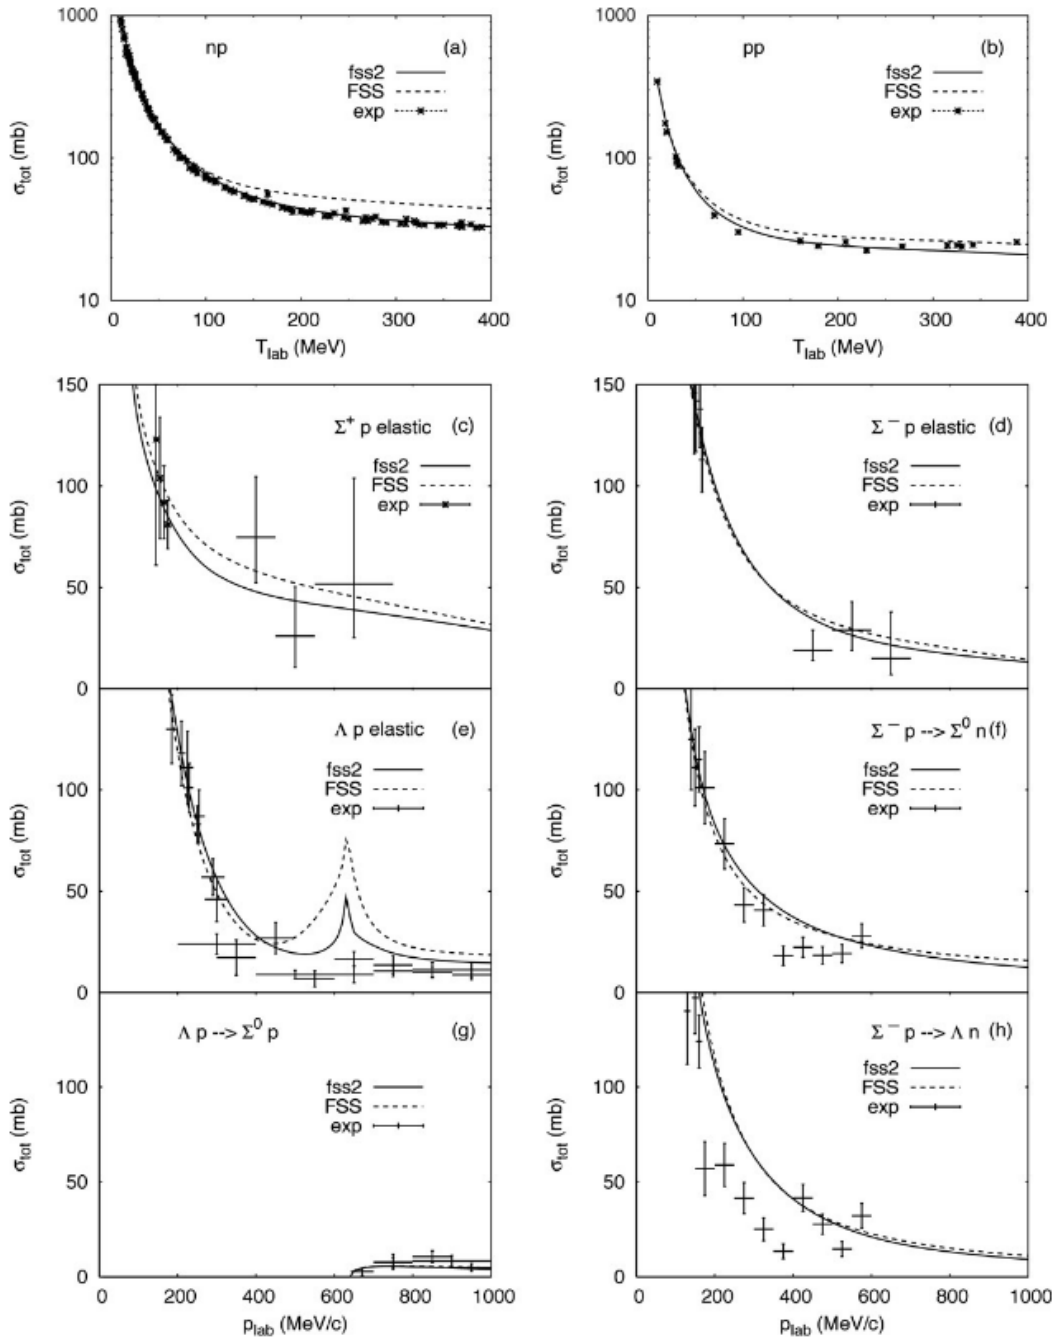 1000
np
(a)
fss2
FSS
exp
100
σtot (mb)
10
0 100 200 300 400
Tlab (MeV)
1000
pp
(b)
fss2
FSS
exp
100
σtot (mb)
10
0 100 200 300 400
Tlab (MeV)
150
Σ+ p elastic (c)
fss2
FSS
exp
100
σtot (mb)
50
0
150
Σ− p elastic (d)
fss2
FSS
exp
100
σtot (mb)
50
0
Λ p elastic (e)
fss2
FSS
exp
100
σtot (mb)
50
0
Σ− p --> Σ0 n (f)
fss2
FSS
exp
100
σtot (mb)
50
0
Λ p --> Σ0 p (g)
fss2
FSS
exp
100
σtot (mb)
50
0
0 200 400 600 800 1000
plab (MeV/c)
Σ− p --> Λ n (h)
fss2
FSS
exp
100
σtot (mb)
50
0
0 200 400 600 800 1000
plab (MeV/c)